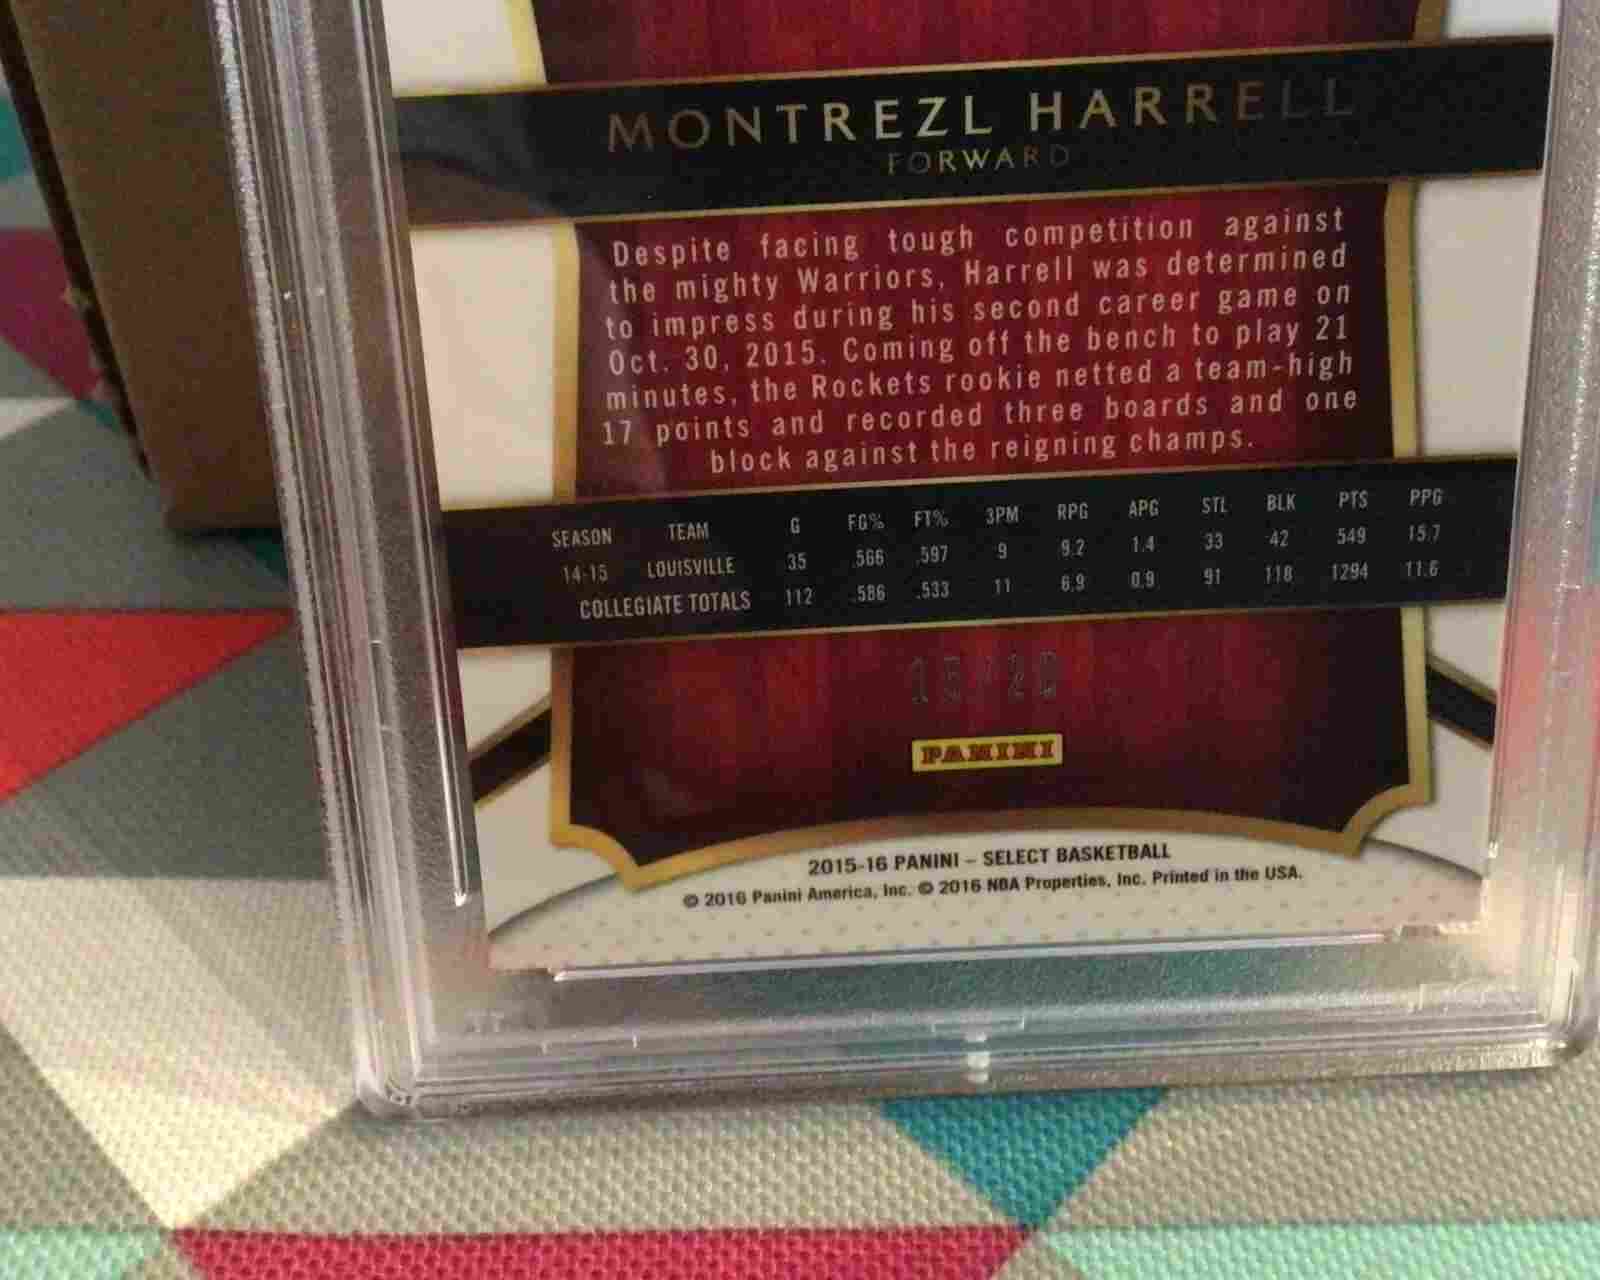 MONTREZL HARRELL
FORWARD
Despite facing tough competition against
the mighty Warriors, Harrell was determined
to impress during his second career game on
Oct. 30, 2015. Coming off the bench to play 21
minutes, the Rockets rookie netted a team-high
17 points and recorded three boards and one
block against the reigning champs.
SEASON TEAM G FG% FT% 3PM RPG APG STL BLK PTS PPG
14-15 LOUISVILLE 35 .566 .597 9 9.2 1.4 33 42 549 15.7
COLLEGIATE TOTALS 112 .586 .533 11 6.9 0.9 91 118 1294 11.6
PANINI
2015-16 PANINI – SELECT BASKETBALL
© 2016 Panini America, Inc. © 2016 NBA Properties, Inc. Printed in the USA.